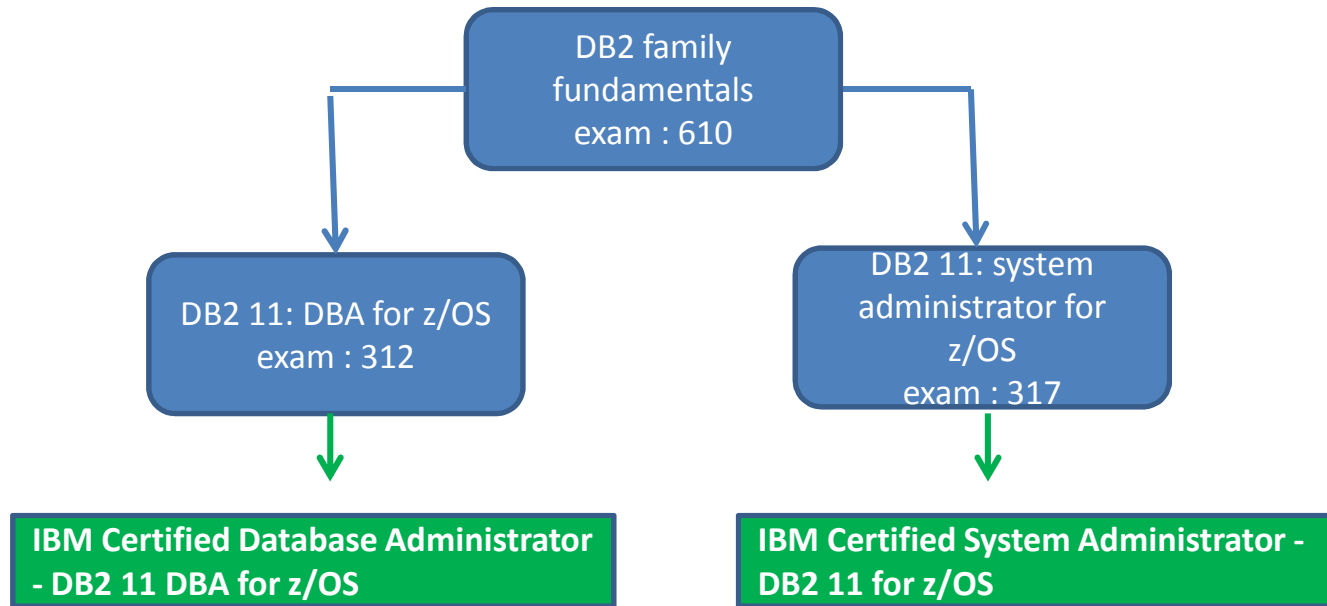 DB2 family
fundamentals
exam : 610
DB2 11: DBA for z/OS
exam : 312
DB2 11: system
administrator for
z/OS
exam : 317
IBM Certified Database Administrator
- DB2 11 DBA for z/OS
IBM Certified System Administrator -
DB2 11 for z/OS